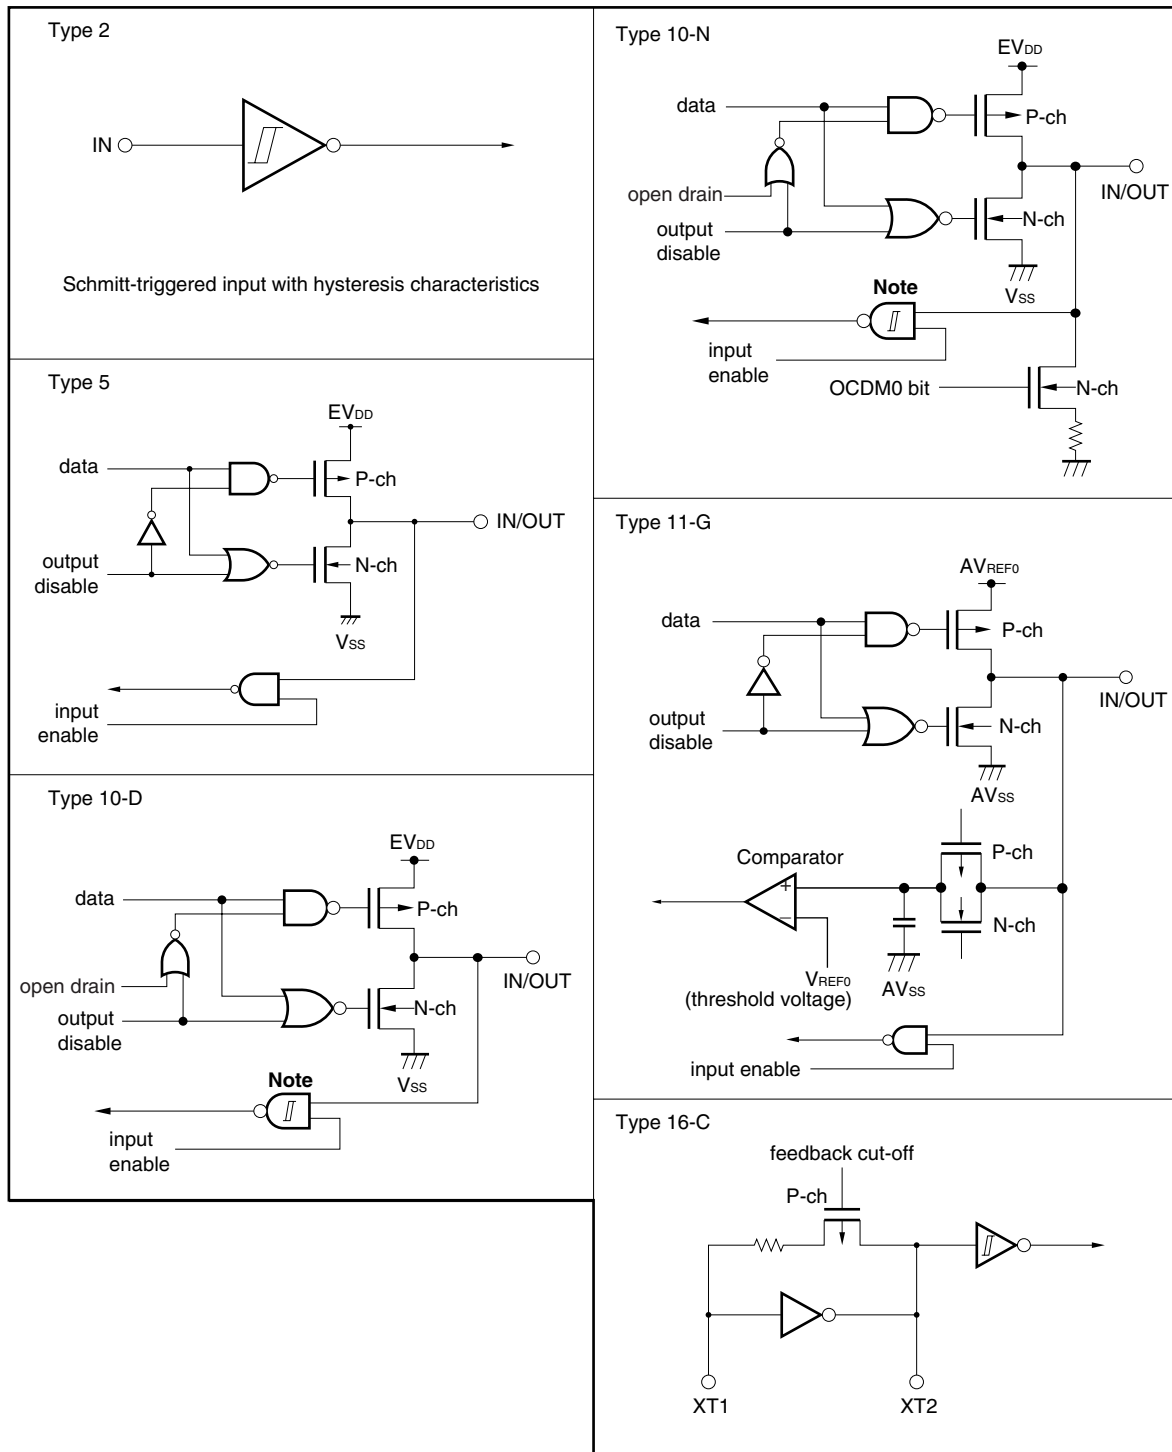 Type 2
IN
Schmitt-triggered input with hysteresis characteristics
Type 5
EVDD
data
P-ch
IN/OUT
output
disable
N-ch
VSS
input
enable
Type 10-D
EVDD
data
P-ch
IN/OUT
open drain
output
disable
N-ch
VSS
Note
input
enable
Type 10-N
EVDD
data
P-ch
IN/OUT
open drain
output
disable
N-ch
VSS
Note
input
enable
OCDM0 bit
N-ch
Type 11-G
AVREF0
data
P-ch
IN/OUT
output
disable
N-ch
AVSS
P-ch
Comparator
+
−
N-ch
VREF0
(threshold voltage)
AVSS
input enable
Type 16-C
feedback cut-off
P-ch
XT1
XT2